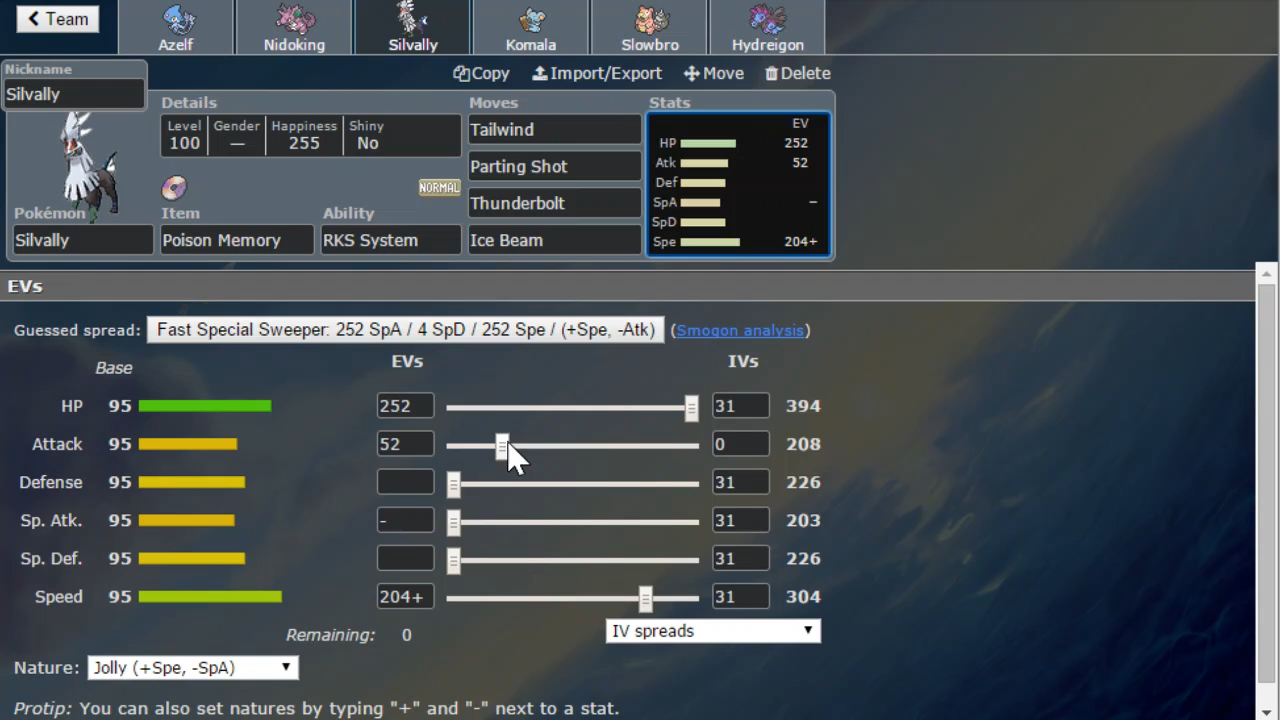 Team
Azelf
Nidoking
Silvally
Komala
Slowbro
Hydreigon
Nickname
Silvally
Copy Import/Export Move Delete
Details
Level Gender Happiness Shiny
100 — 255 No
Moves
Tailwind
Parting Shot
Thunderbolt
Ice Beam
Stats
EV
HP 252
Atk 52
Def
SpA –
SpD
Spe 204+
NORMAL
Pokémon
Silvally
Item
Poison Memory
Ability
RKS System
EVs
Guessed spread: Fast Special Sweeper: 252 SpA / 4 SpD / 252 Spe / (+Spe, -Atk) (Smogon analysis)
Base EVs IVs
HP 95 252 31 394
Attack 95 52 0 208
Defense 95 31 226
Sp. Atk. 95 - 31 203
Sp. Def. 95 31 226
Speed 95 204+ 31 304
Remaining: 0
IV spreads
Nature: Jolly (+Spe, -SpA)
Protip: You can also set natures by typing "+" and "-" next to a stat.